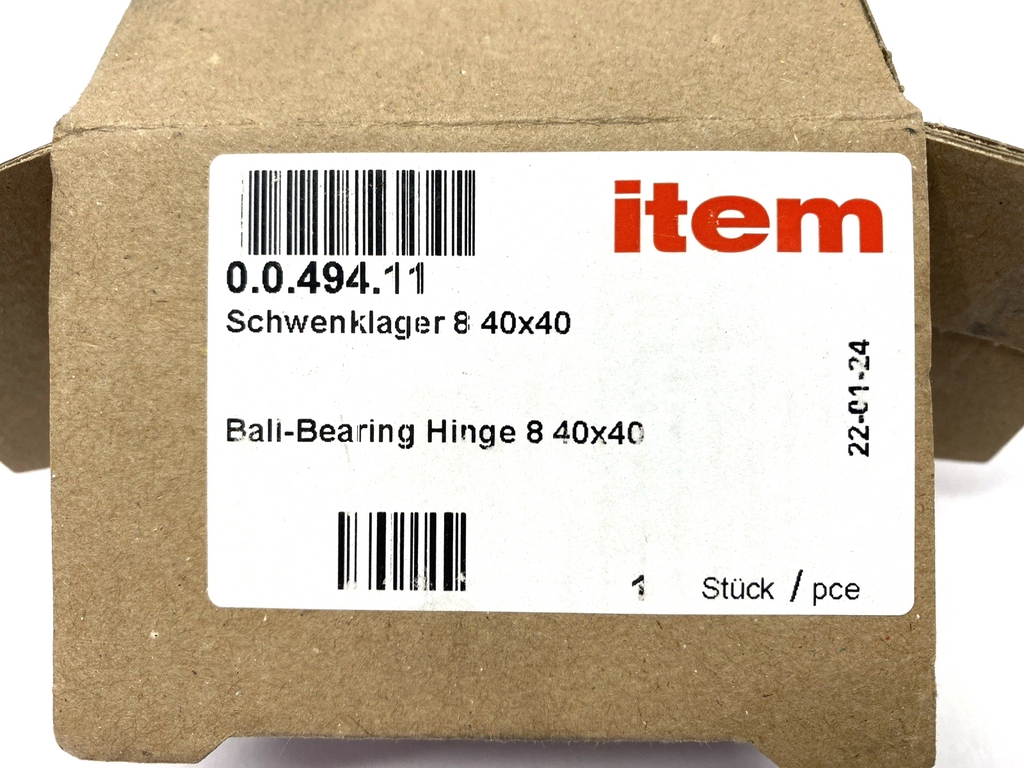 item
0.0.494.11
Schwenklager 8 40x40
22-01-24
Ball-Bearing Hinge 8 40x40
1 Stück / pce